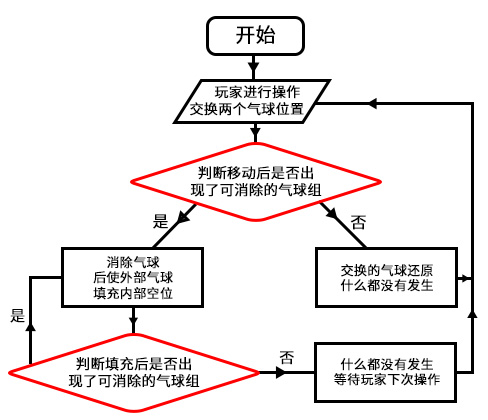 开始
玩家进行操作
交换两个气球位置
判断移动后是否出
现了可消除的气球组
是
否
消除气球
后使外部气球
填充内部空位
交换的气球还原
什么都没有发生
是
判断填充后是否出
现了可消除的气球组
否
什么都没有发生
等待玩家下次操作